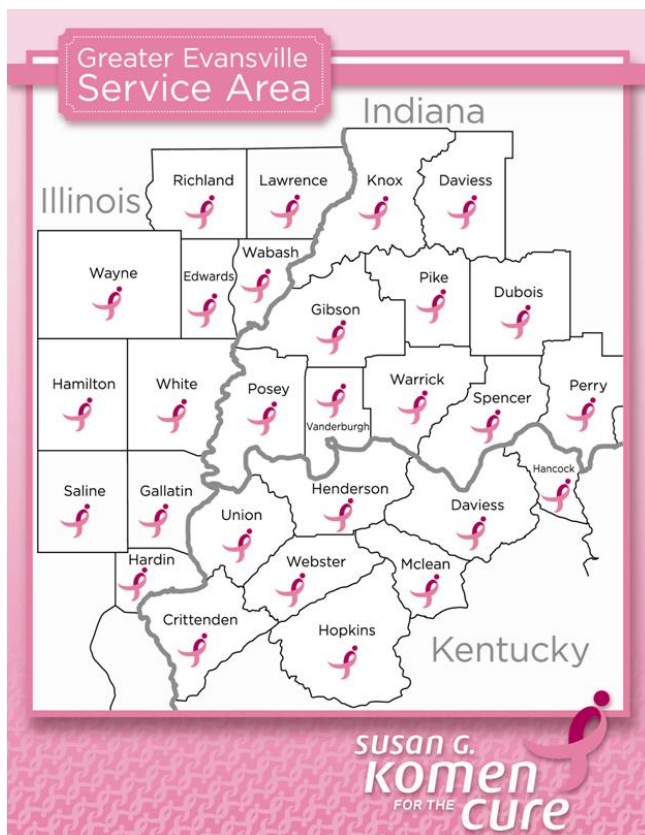 Greater Evansville
Service Area
Indiana
Illinois
Richland
Lawrence
Knox
Daviess
Wabash
Wayne
Edwards
Pike
Dubois
Gibson
Hamilton
White
Posey
Vanderburgh
Warrick
Spencer
Perry
Saline
Gallatin
Union
Henderson
Daviess
Hancock
Hardin
Webster
Mclean
Crittenden
Hopkins
Kentucky
SUSAN G.
komen
FOR THE
cure